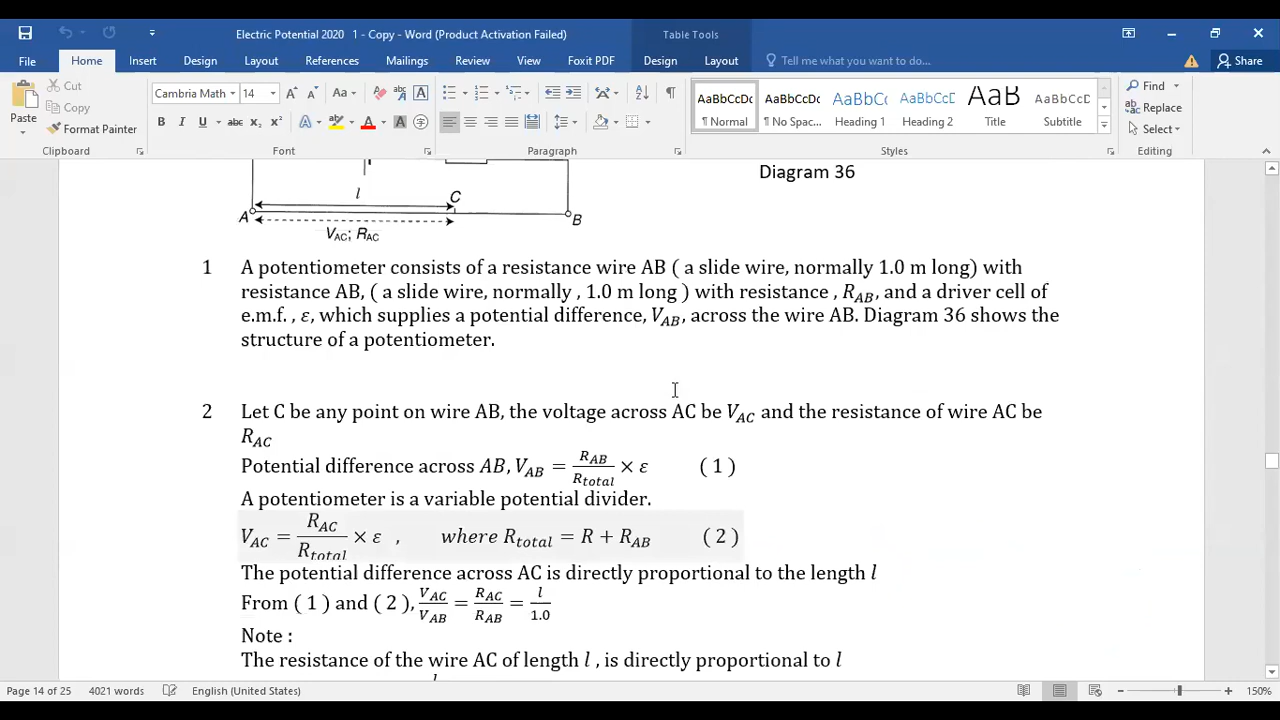 Electric Potential 2020 1 - Copy - Word (Product Activation Failed)
Table Tools
File Home Insert Design Layout References Mailings Review View Foxit PDF Design Layout Tell me what you want to do... Share
Cut
Copy
Format Painter
Paste
Cambria Math 14
Aa
B I U abc x₂ x²
AaBbCcDc AaBbCcDc AaBbCc AaBbCcD AaB AaBbCcD
¶ Normal ¶ No Spac... Heading 1 Heading 2 Title Subtitle
Find
Replace
Select
Clipboard Font Paragraph Styles Editing
Diagram 36
l C
A B
V_AC; R_AC
1 A potentiometer consists of a resistance wire AB ( a slide wire, normally 1.0 m long) with
resistance AB, ( a slide wire, normally , 1.0 m long ) with resistance , R_AB, and a driver cell of
e.m.f. , ε, which supplies a potential difference, V_AB, across the wire AB. Diagram 36 shows the
structure of a potentiometer.
2 Let C be any point on wire AB, the voltage across AC be V_AC and the resistance of wire AC be
R_AC
Potential difference across AB, V_AB = R_AB/R_total × ε ( 1 )
A potentiometer is a variable potential divider.
V_AC = R_AC/R_total × ε , where R_total = R + R_AB ( 2 )
The potential difference across AC is directly proportional to the length l
From ( 1 ) and ( 2 ), V_AC/V_AB = R_AC/R_AB = l/1.0
Note :
The resistance of the wire AC of length l , is directly proportional to l
Page 14 of 25 4021 words English (United States) 150%